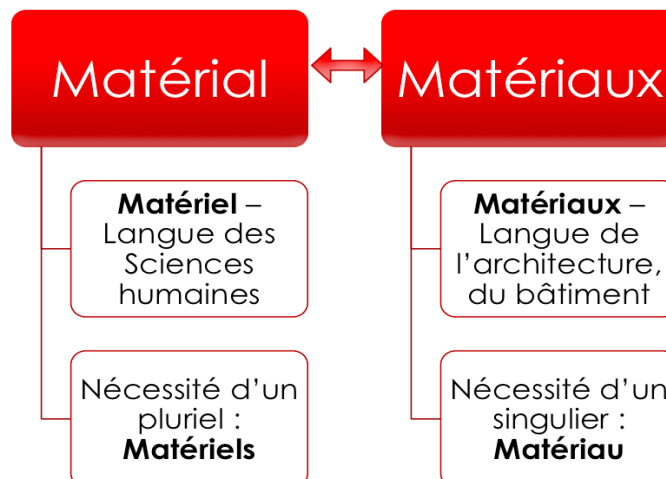 Matérial
Matériaux
Matériel –
Langue des
Sciences
humaines
Matériaux –
Langue de
l'architecture,
du bâtiment
Nécessité d'un
pluriel :
Matériels
Nécessité d'un
singulier :
Matériau